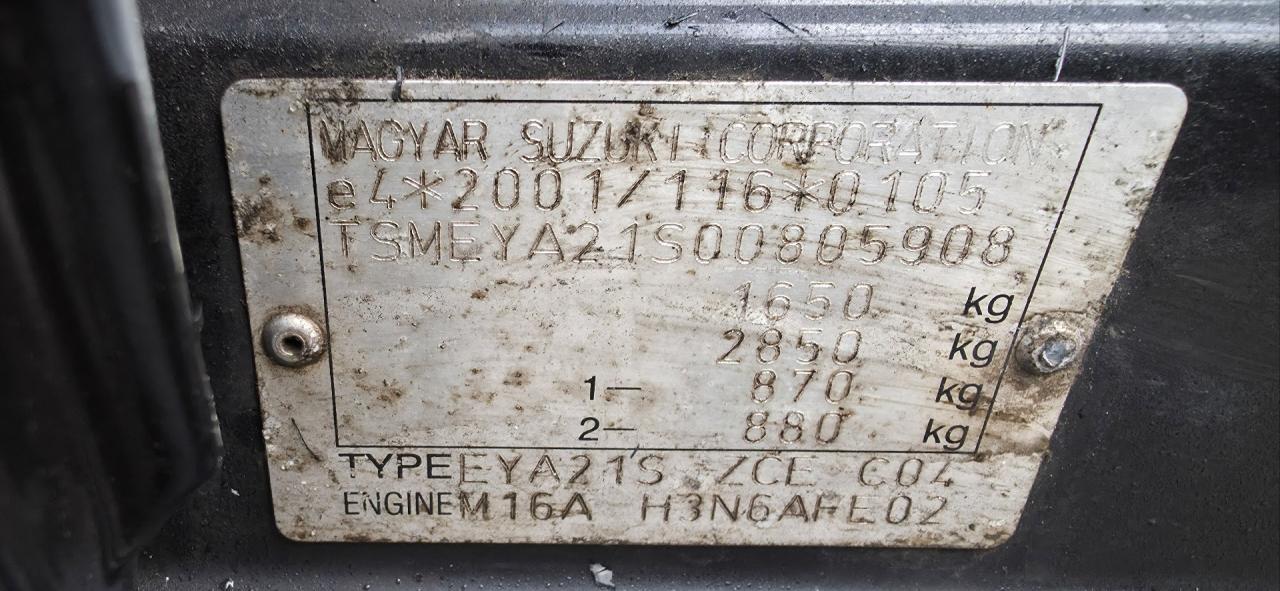 MAGYAR SUZUKI CORPORATION
e4*2001/116*0105
TSMEYA21S00805908
1650 kg
2850 kg
1— 870 kg
2— 880 kg
TYPE EYA21S ZCE C04
ENGINE M16A H3N6AFE02